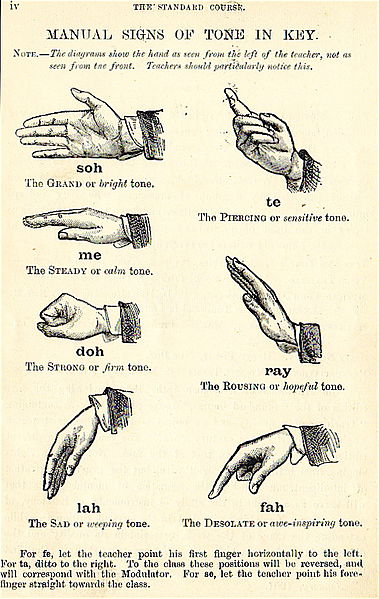 iv
THE STANDARD COURSE.
MANUAL SIGNS OF TONE IN KEY.
NOTE.—The diagrams show the hand as seen from the left of the teacher, not as
seen from the front. Teachers should particularly notice this.
soh
The GRAND or bright tone.
te
The PIERCING or sensitive tone.
me
The STEADY or calm tone.
doh
The STRONG or firm tone.
ray
The ROUSING or hopeful tone.
lah
The SAD or weeping tone.
fah
The DESOLATE or awe-inspiring tone.
For fe, let the teacher point his first finger horizontally to the left.
For ta, ditto to the right. To the class these positions will be reversed, and
will correspond with the Modulator. For se, let the teacher point his fore-
finger straight towards the class.